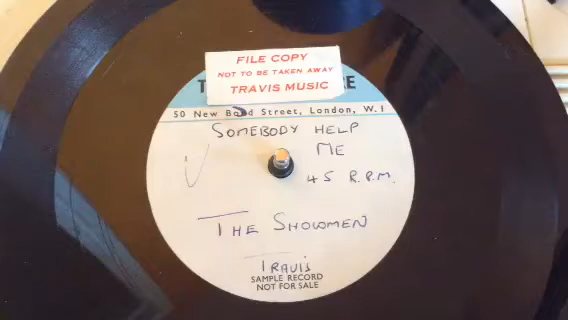 FILE COPY
NOT TO BE TAKEN AWAY
TRAVIS MUSIC
50 New Bond Street, London, W.1
SOMEBODY HELP
ME
45 R.P.M.
THE SHOWMEN
TRAVIS
SAMPLE RECORD
NOT FOR SALE